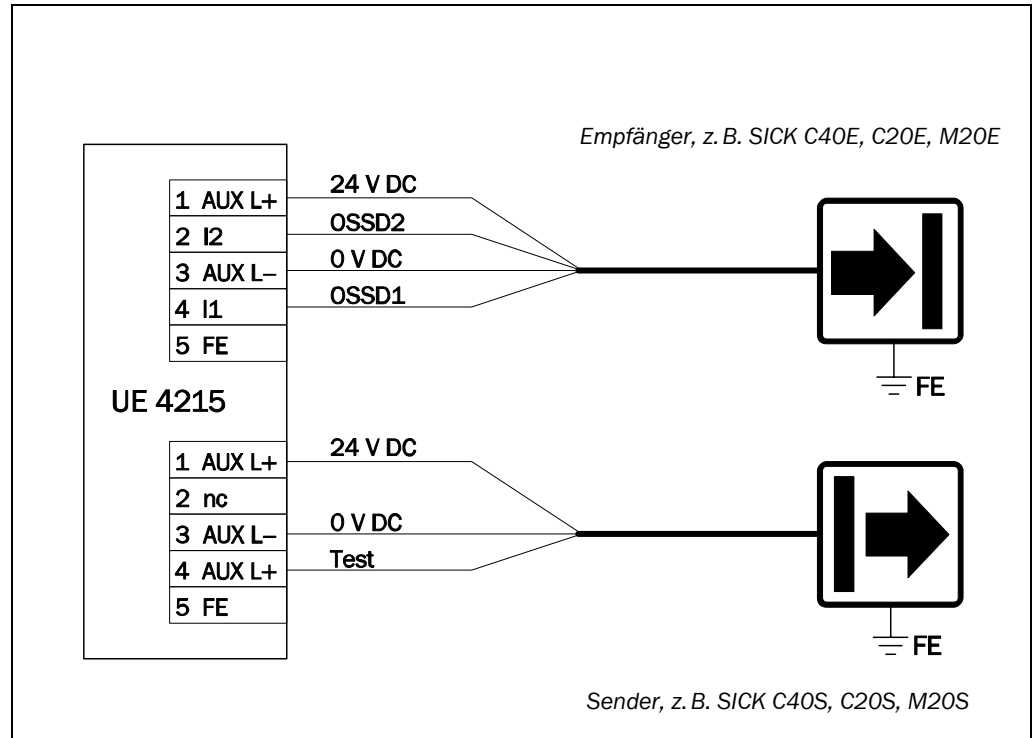 Empfänger, z. B. SICK C40E, C20E, M20E
1 AUX L+ 24 V DC
2 I2 OSSD2
3 AUX L– 0 V DC
4 I1 OSSD1
5 FE
FE
UE 4215
1 AUX L+ 24 V DC
2 nc
3 AUX L– 0 V DC
4 AUX L+ Test
5 FE
FE
Sender, z. B. SICK C40S, C20S, M20S